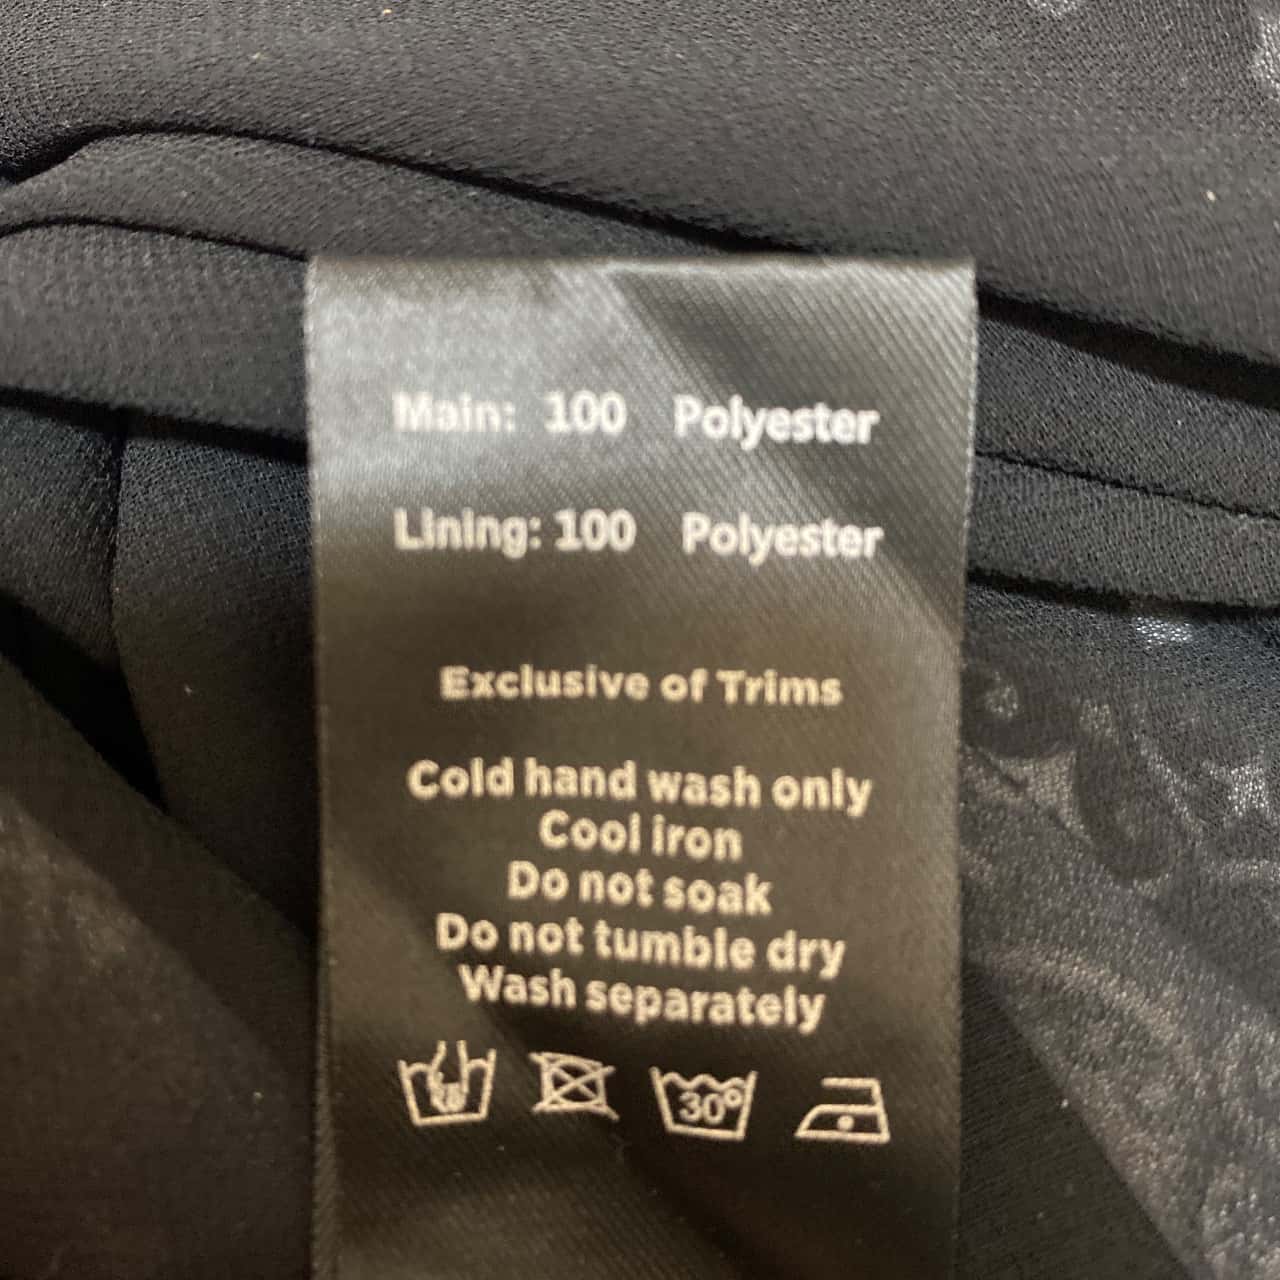 Main: 100 Polyester
Lining: 100 Polyester
Exclusive of Trims
Cold hand wash only
Cool iron
Do not soak
Do not tumble dry
Wash separately
30°